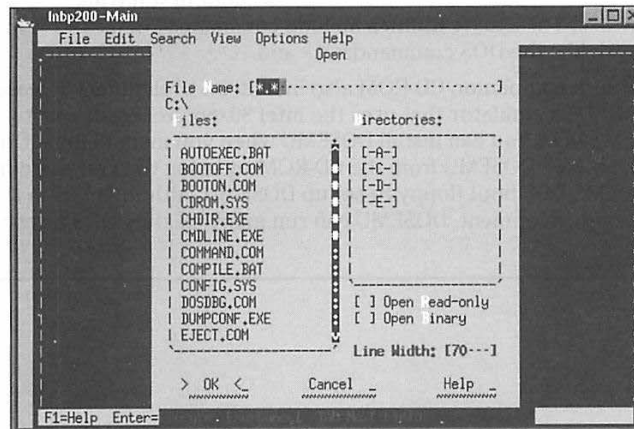 Inbp200-Main
File Edit Search View Options Help
Open
File Name: [*.*]
C:\
Files:
Directories:
AUTOEXEC.BAT
BOOTOFF.COM
BOOTON.COM
CDROM.SYS
CHDIR.EXE
CMDLINE.EXE
COMMAND.COM
COMPILE.BAT
CONFIG.SYS
DOSDBG.COM
DUMPCONF.EXE
EJECT.COM
[-A-]
[-C-]
[-D-]
[-E-]
[ ] Open Read-only
[ ] Open Binary
Line Width: [70---]
> OK <
Cancel
Help
F1=Help Enter=